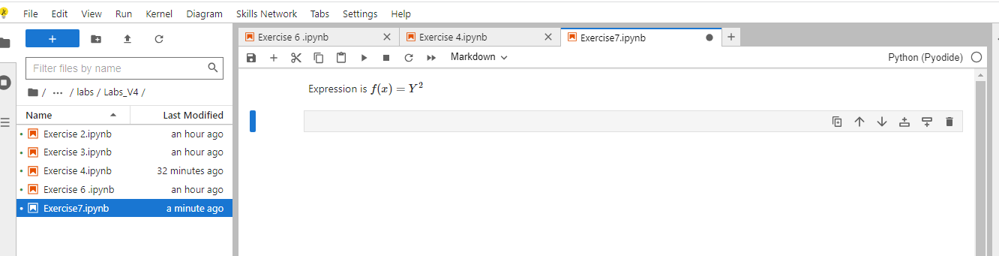 File Edit View Run Kernel Diagram Skills Network Tabs Settings Help
Exercise 6 .ipynb Exercise 4.ipynb Exercise7.ipynb
Markdown Python (Pyodide)
Filter files by name
/ ... / labs / Labs_V4 /
Name Last Modified
Exercise 2.ipynb an hour ago
Exercise 3.ipynb an hour ago
Exercise 4.ipynb 32 minutes ago
Exercise 6 .ipynb an hour ago
Exercise7.ipynb a minute ago
Expression is f(x) = Y²